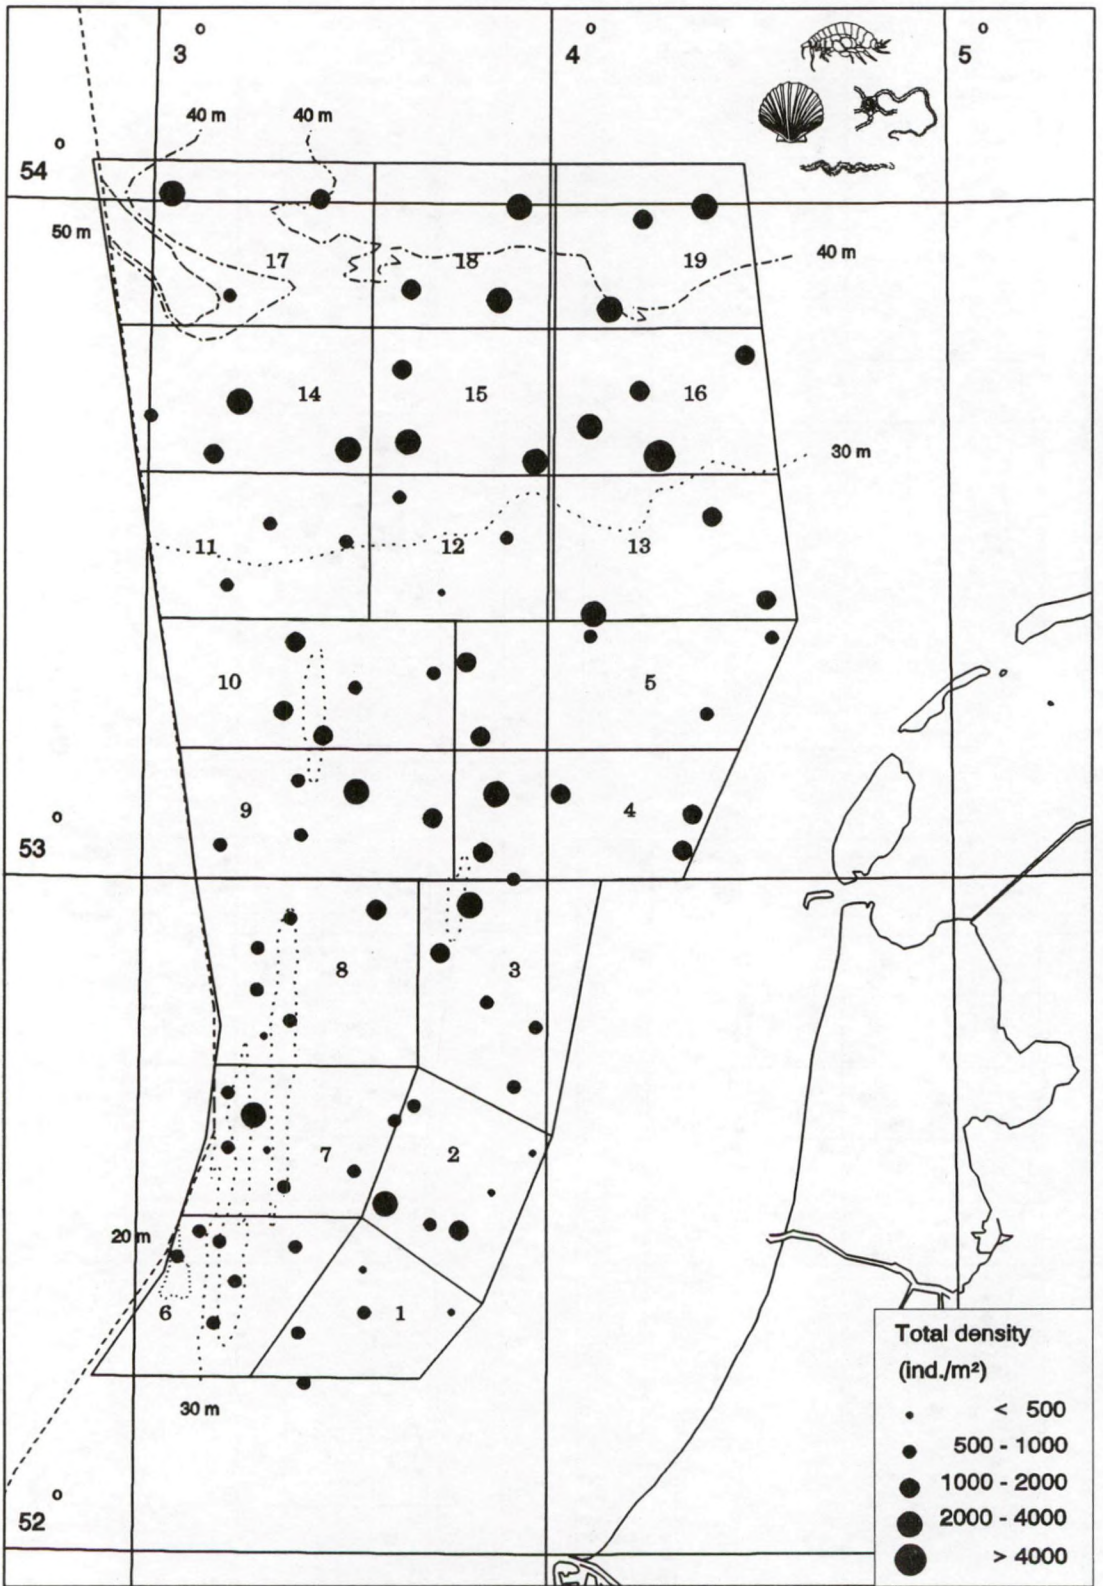 3° 4° 5°
40 m 40 m
54°
50 m
17 18 19 40 m
14 15 16
30 m
11 12 13
10 5
9 4
53°
8 3
7 2
20 m
6 1
30 m
Total density
(ind./m²)
< 500
500 - 1000
1000 - 2000
2000 - 4000
> 4000
52°